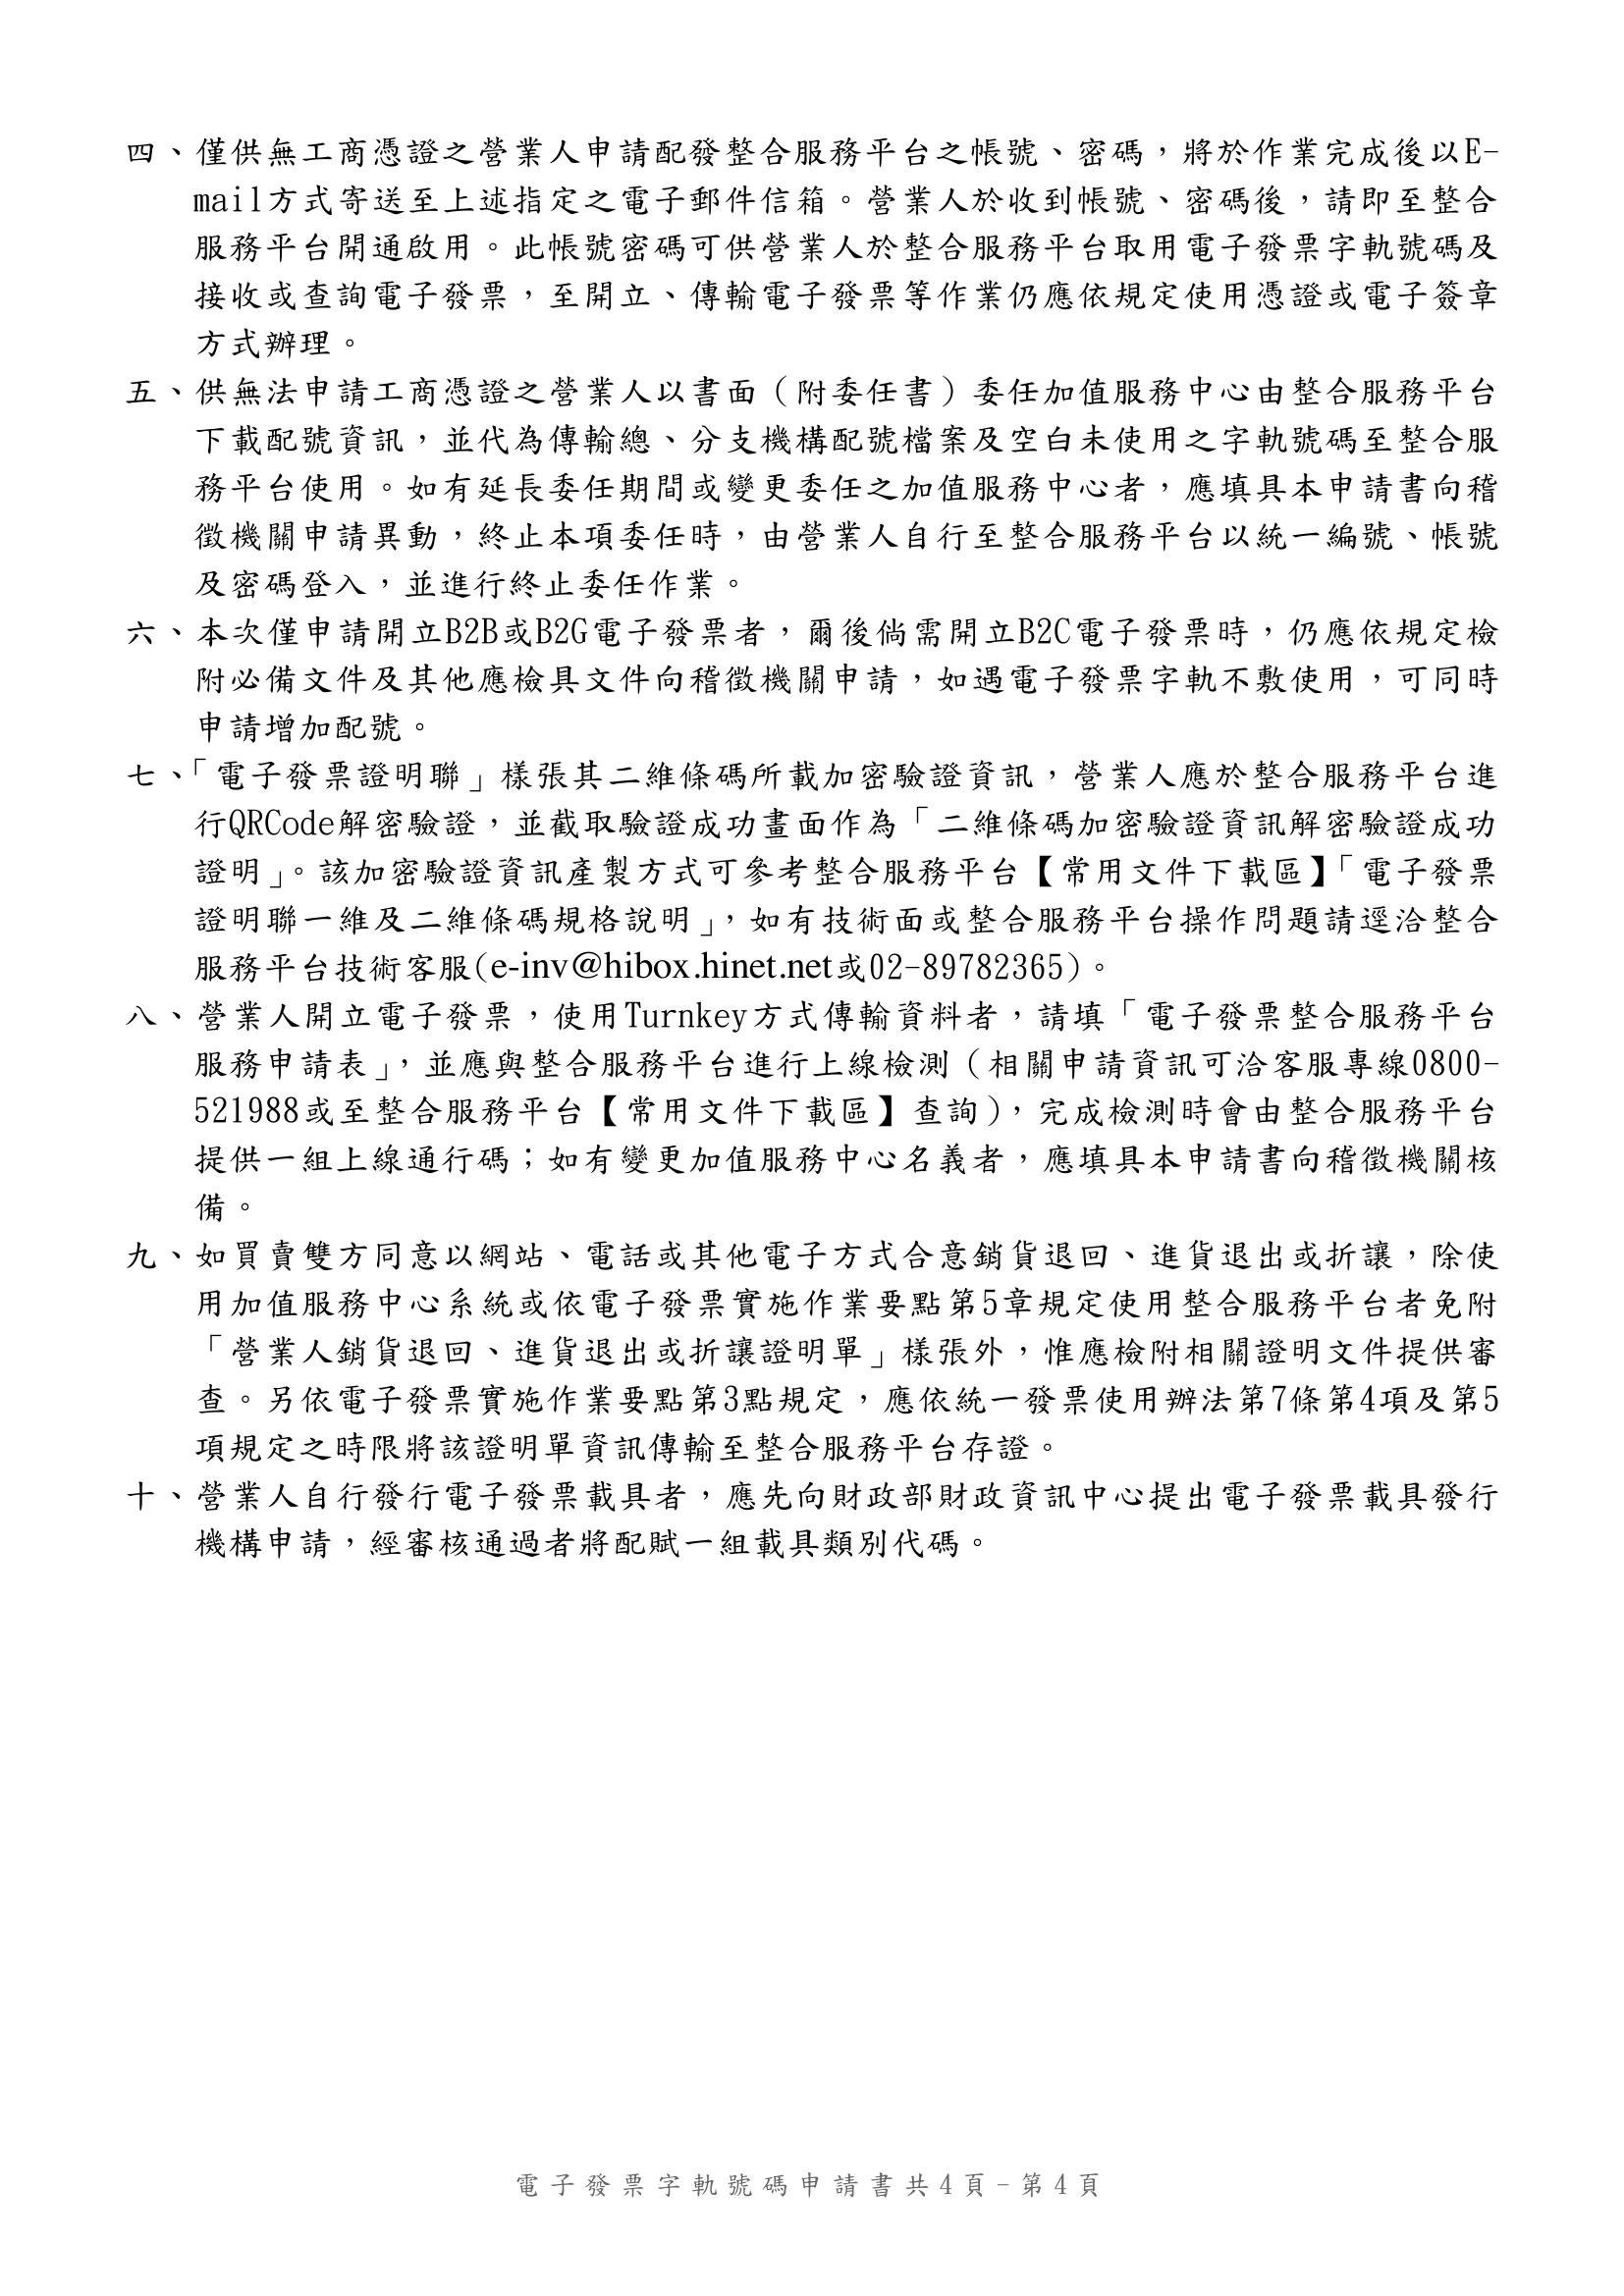 四、僅供無工商憑證之營業人申請配發整合服務平台之帳號、密碼，將於作業完成後以E-
mail方式寄送至上述指定之電子郵件信箱。營業人於收到帳號、密碼後，請即至整合
服務平台開通啟用。此帳號密碼可供營業人於整合服務平台取用電子發票字軌號碼及
接收或查詢電子發票，至開立、傳輸電子發票等作業仍應依規定使用憑證或電子簽章
方式辦理。
五、供無法申請工商憑證之營業人以書面（附委任書）委任加值服務中心由整合服務平台
下載配號資訊，並代為傳輸總、分支機構配號檔案及空白未使用之字軌號碼至整合服
務平台使用。如有延長委任期間或變更委任之加值服務中心者，應填具本申請書向稽
徵機關申請異動，終止本項委任時，由營業人自行至整合服務平台以統一編號、帳號
及密碼登入，並進行終止委任作業。
六、本次僅申請開立B2B或B2G電子發票者，爾後倘需開立B2C電子發票時，仍應依規定檢
附必備文件及其他應檢具文件向稽徵機關申請，如遇電子發票字軌不敷使用，可同時
申請增加配號。
七、「電子發票證明聯」樣張其二維條碼所載加密驗證資訊，營業人應於整合服務平台進
行QRCode解密驗證，並截取驗證成功畫面作為「二維條碼加密驗證資訊解密驗證成功
證明」。該加密驗證資訊產製方式可參考整合服務平台【常用文件下載區】「電子發票
證明聯一維及二維條碼規格說明」，如有技術面或整合服務平台操作問題請逕洽整合
服務平台技術客服(e-inv@hibox.hinet.net或02-89782365)。
八、營業人開立電子發票，使用Turnkey方式傳輸資料者，請填「電子發票整合服務平台
服務申請表」，並應與整合服務平台進行上線檢測（相關申請資訊可洽客服專線0800-
521988或至整合服務平台【常用文件下載區】查詢），完成檢測時會由整合服務平台
提供一組上線通行碼；如有變更加值服務中心名義者，應填具本申請書向稽徵機關核
備。
九、如買賣雙方同意以網站、電話或其他電子方式合意銷貨退回、進貨退出或折讓，除使
用加值服務中心系統或依電子發票實施作業要點第5章規定使用整合服務平台者免附
「營業人銷貨退回、進貨退出或折讓證明單」樣張外，惟應檢附相關證明文件提供審
查。另依電子發票實施作業要點第3點規定，應依統一發票使用辦法第7條第4項及第5
項規定之時限將該證明單資訊傳輸至整合服務平台存證。
十、營業人自行發行電子發票載具者，應先向財政部財政資訊中心提出電子發票載具發行
機構申請，經審核通過者將配賦一組載具類別代碼。
電子發票字軌號碼申請書共4頁-第4頁